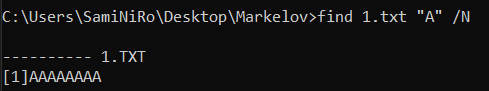 C:\Users\SamiNiRo\Desktop\Markelov>find 1.txt "A" /N
---------- 1.TXT
[1]AAAAAAAA